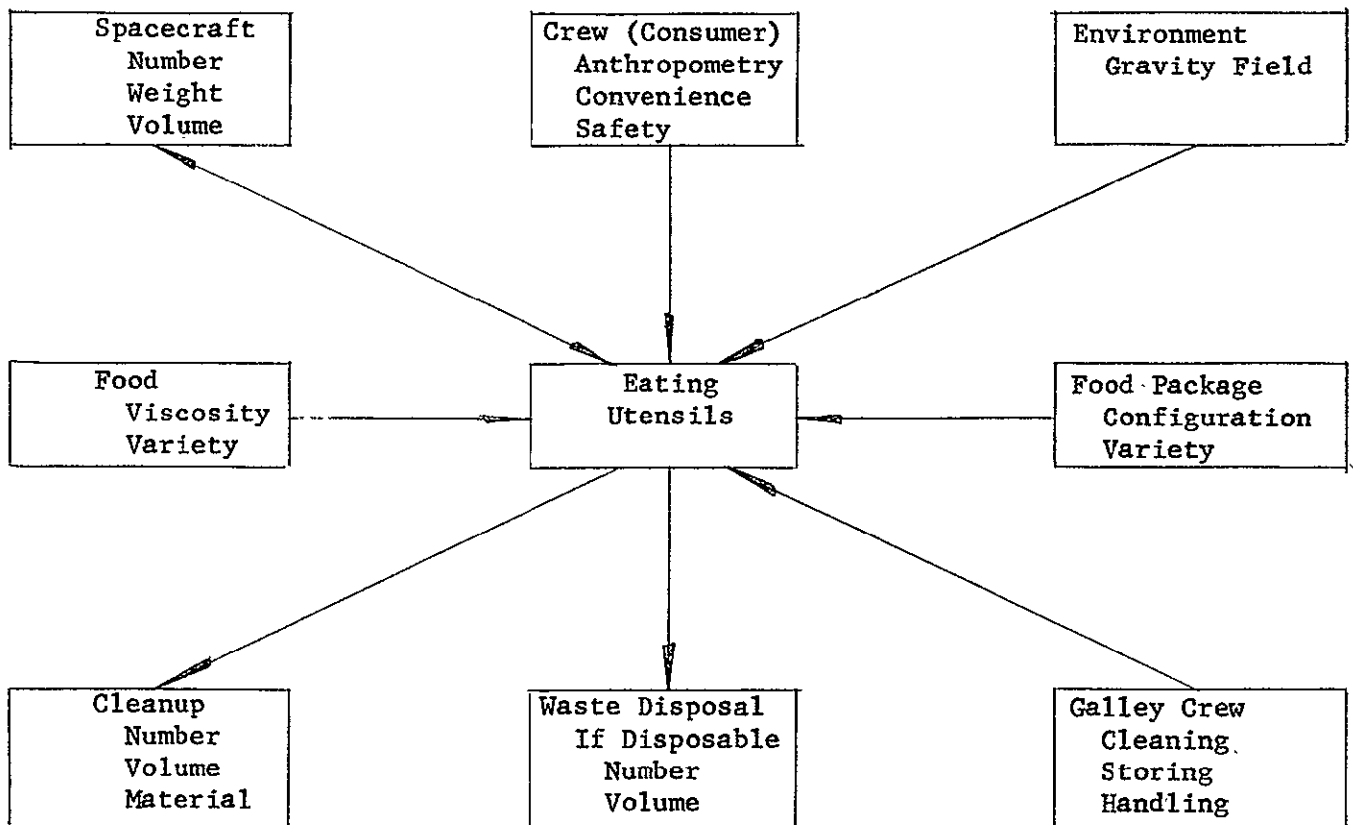 Spacecraft
Number
Weight
Volume
Crew (Consumer)
Anthropometry
Convenience
Safety
Environment
Gravity Field
Food
Viscosity
Variety
Eating
Utensils
Food Package
Configuration
Variety
Cleanup
Number
Volume
Material
Waste Disposal
If Disposable
Number
Volume
Galley Crew
Cleaning
Storing
Handling